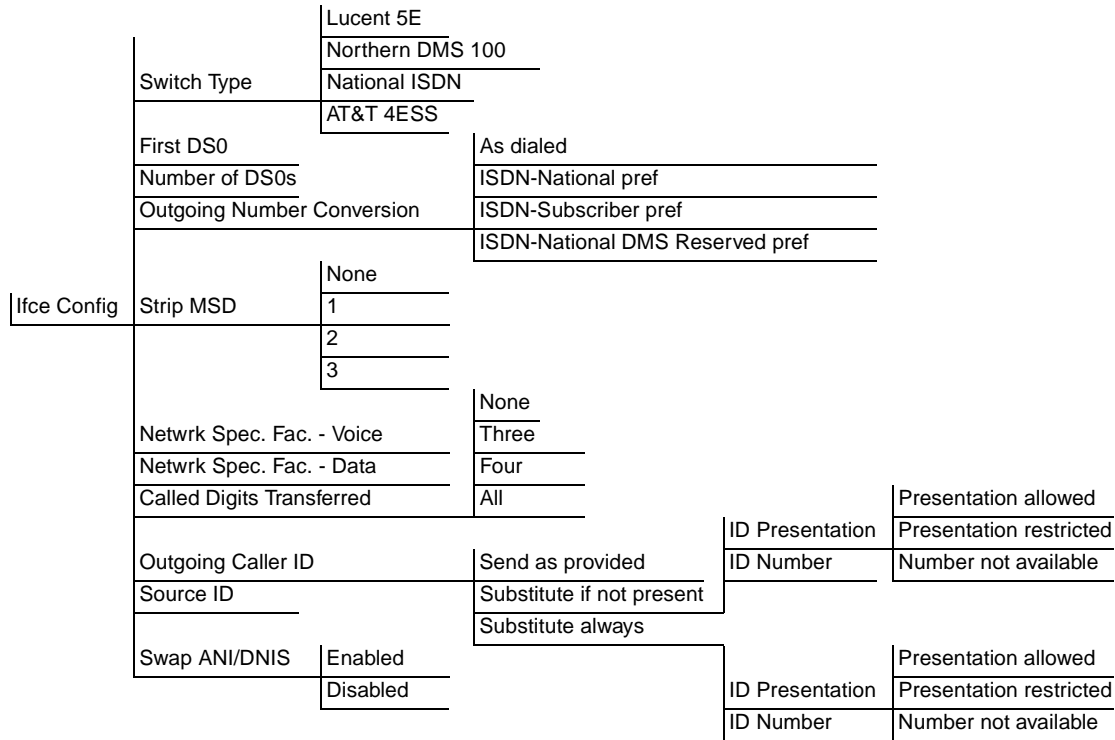 Lucent 5E
Northern DMS 100
Switch Type National ISDN
AT&T 4ESS
First DS0 As dialed
Number of DS0s ISDN-National pref
Outgoing Number Conversion ISDN-Subscriber pref
ISDN-National DMS Reserved pref
None
Ifce Config Strip MSD 1
2
3
None
Netwrk Spec. Fac. - Voice Three
Netwrk Spec. Fac. - Data Four
Called Digits Transferred All Presentation allowed
ID Presentation Presentation restricted
Outgoing Caller ID Send as provided ID Number Number not available
Source ID Substitute if not present
Substitute always
Swap ANI/DNIS Enabled Presentation allowed
Disabled ID Presentation Presentation restricted
ID Number Number not available